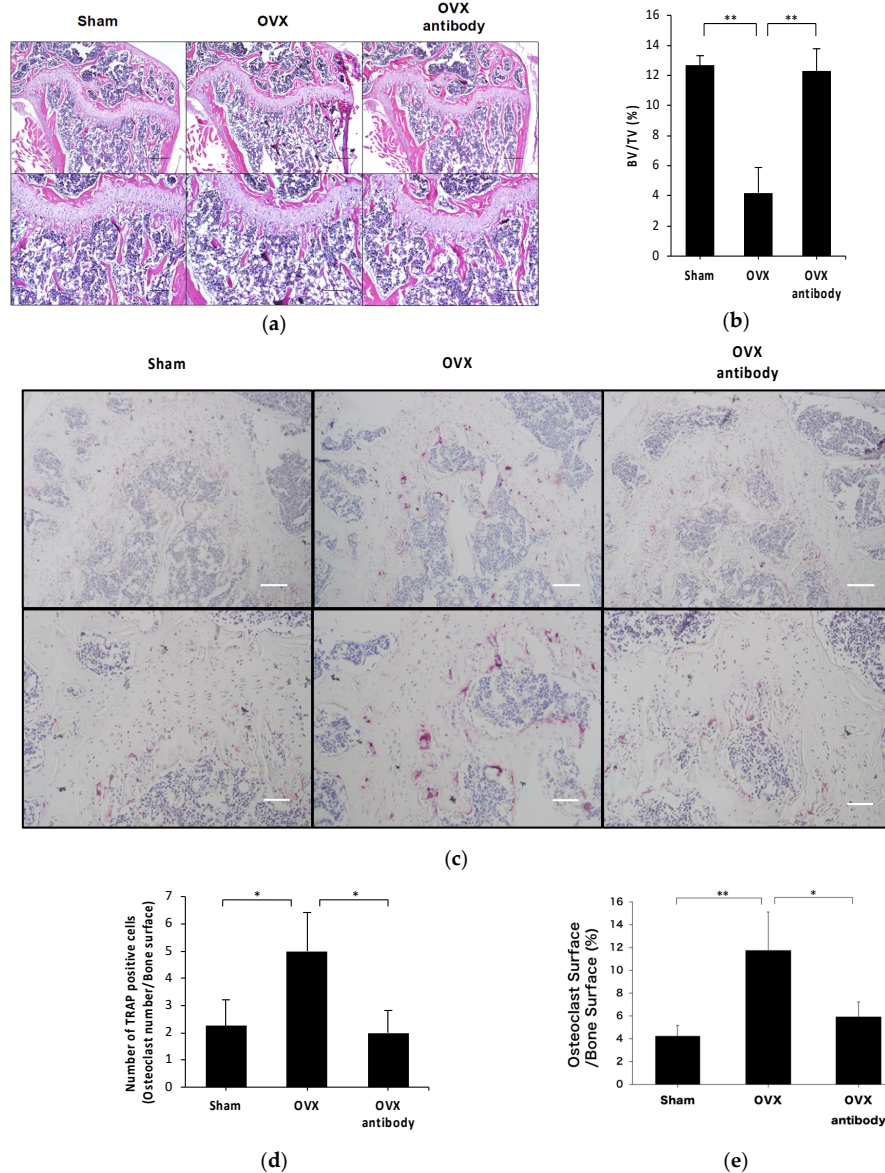 Sham
OVX
OVX
antibody
(a)
16
14
12
10
8
6
4
2
0
BV/TV (%)
**
**
Sham
OVX
OVX
antibody
(b)
Sham
OVX
OVX
antibody
(c)
Number of TRAP positive cells
(Osteoclast number/Bone surface)
7
6
5
4
3
2
1
0
*
*
Sham
OVX
OVX
antibody
(d)
Osteoclast Surface
/Bone Surface (%)
16
14
12
10
8
6
4
2
0
**
*
Sham
OVX
OVX
antibody
(e)